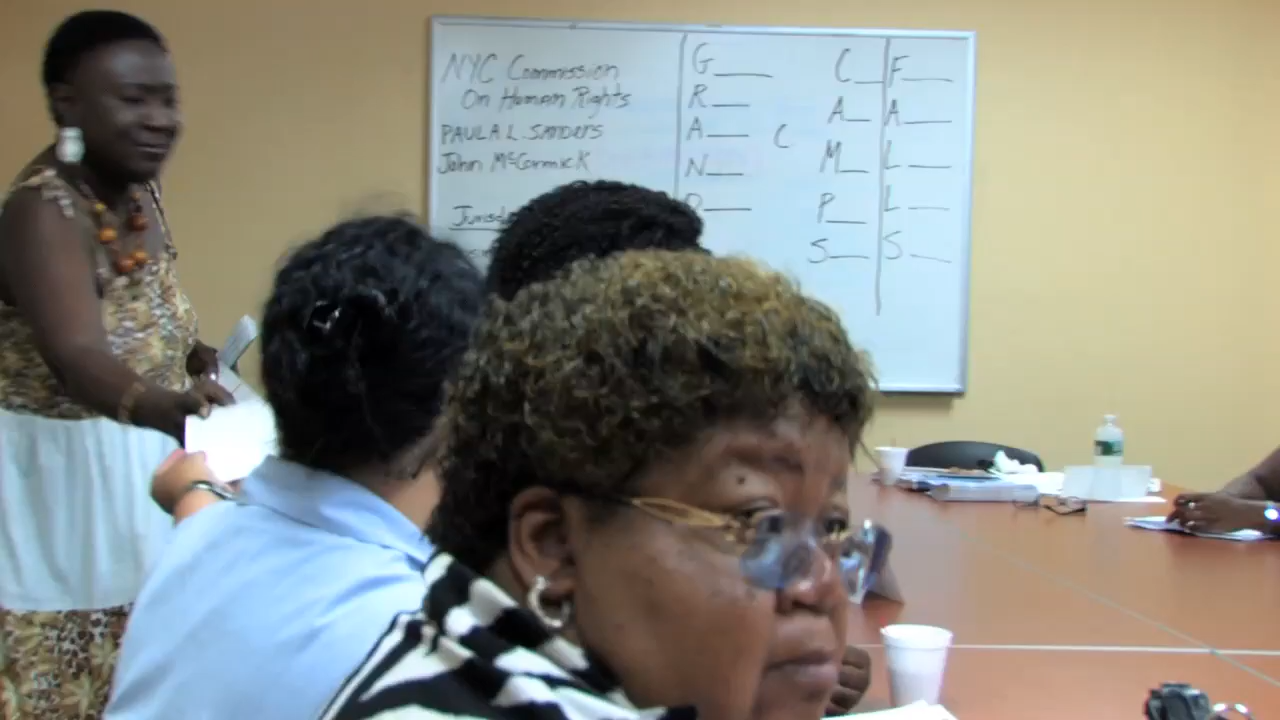 NYC Commission
On Human Rights
PAULA L. SANDERS
John McCormick
G
R
A
N
D
C
C
A
M
P
S
F
A
L
L
S